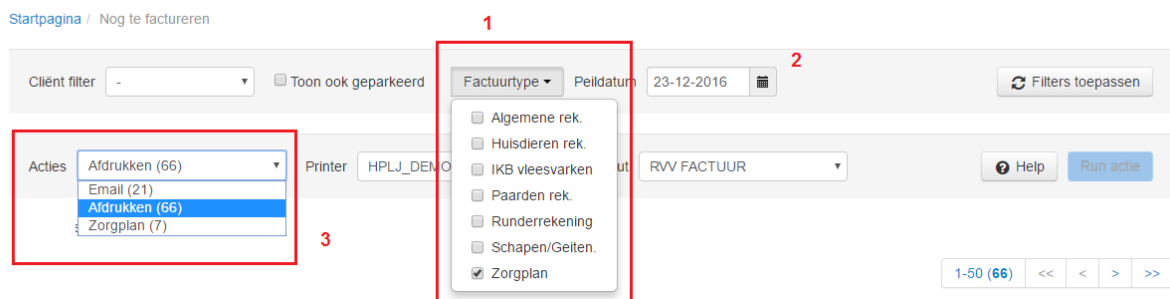 Startpagina / Nog te factureren
1
Cliënt filter - Toon ook geparkeerd Factuurtype Peildatum 23-12-2016 2 Filters toepassen
Algemene rek.
Huisdieren rek.
IKB vleesvarken
Paarden rek.
Runderrekening
Schapen/Geiten.
Zorgplan
Acties Afdrukken (66) Printer HPLJ_DEMO ut RVV FACTUUR Help Run actie
Email (21)
Afdrukken (66)
Zorgplan (7)
3
1-50 (66) << < > >>